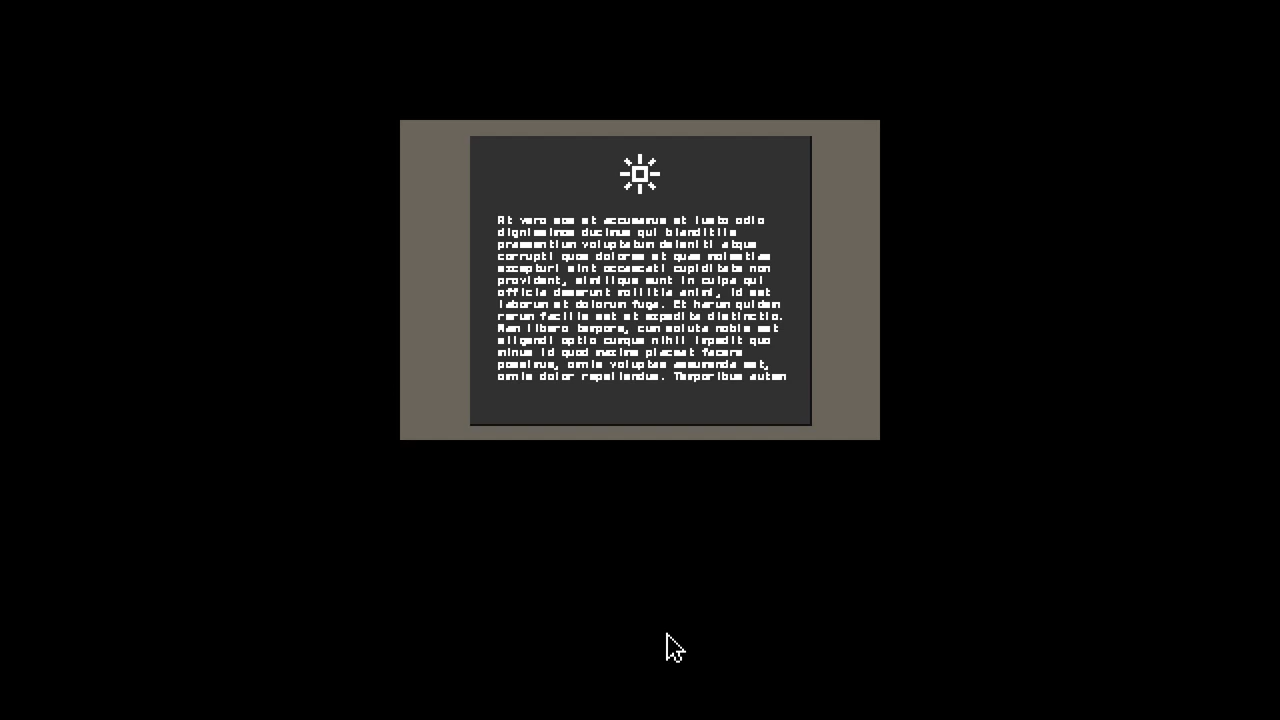 At vero eos et accusamus et iusto odio
dignissimos ducimus qui blanditiis
praesentium voluptatum deleniti atque
corrupti quos dolores et quas molestias
excepturi sint occaecati cupiditate non
provident, similique sunt in culpa qui
officia deserunt mollitia animi, id est
laborum et dolorum fuga. Et harum quidem
rerum facilis est et expedita distinctio.
Nam libero tempore, cum soluta nobis est
eligendi optio cumque nihil impedit quo
minus id quod maxime placeat facere
possimus, omnis voluptas assumenda est,
omnis dolor repellendus. Temporibus autem